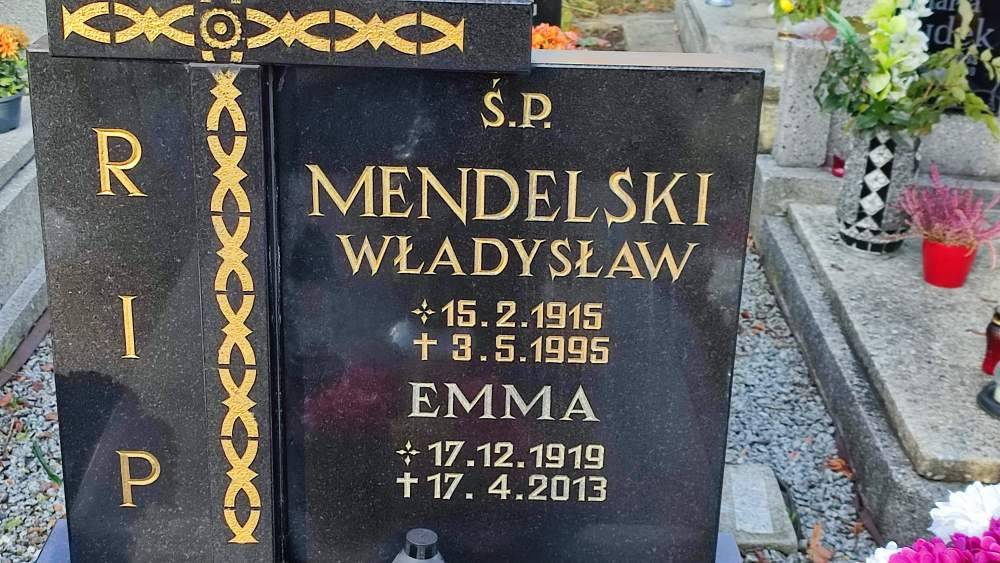 R
I
P
Ś.P.
MENDELSKI
WŁADYSŁAW
15.2.1915
† 3.5.1995
EMMA
17.12.1919
† 17.4.2013